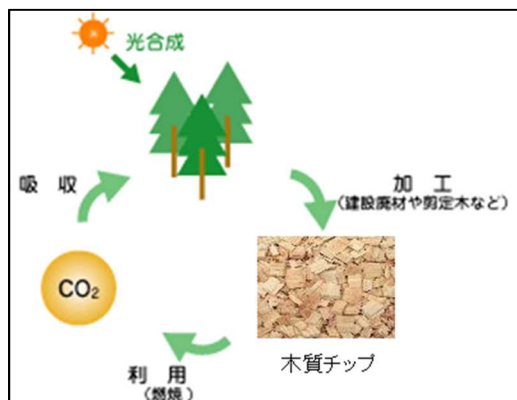 光合成
吸 収
加 工
(建設廃材や剪定木など)
CO₂
木質チップ
利 用
(燃焼)